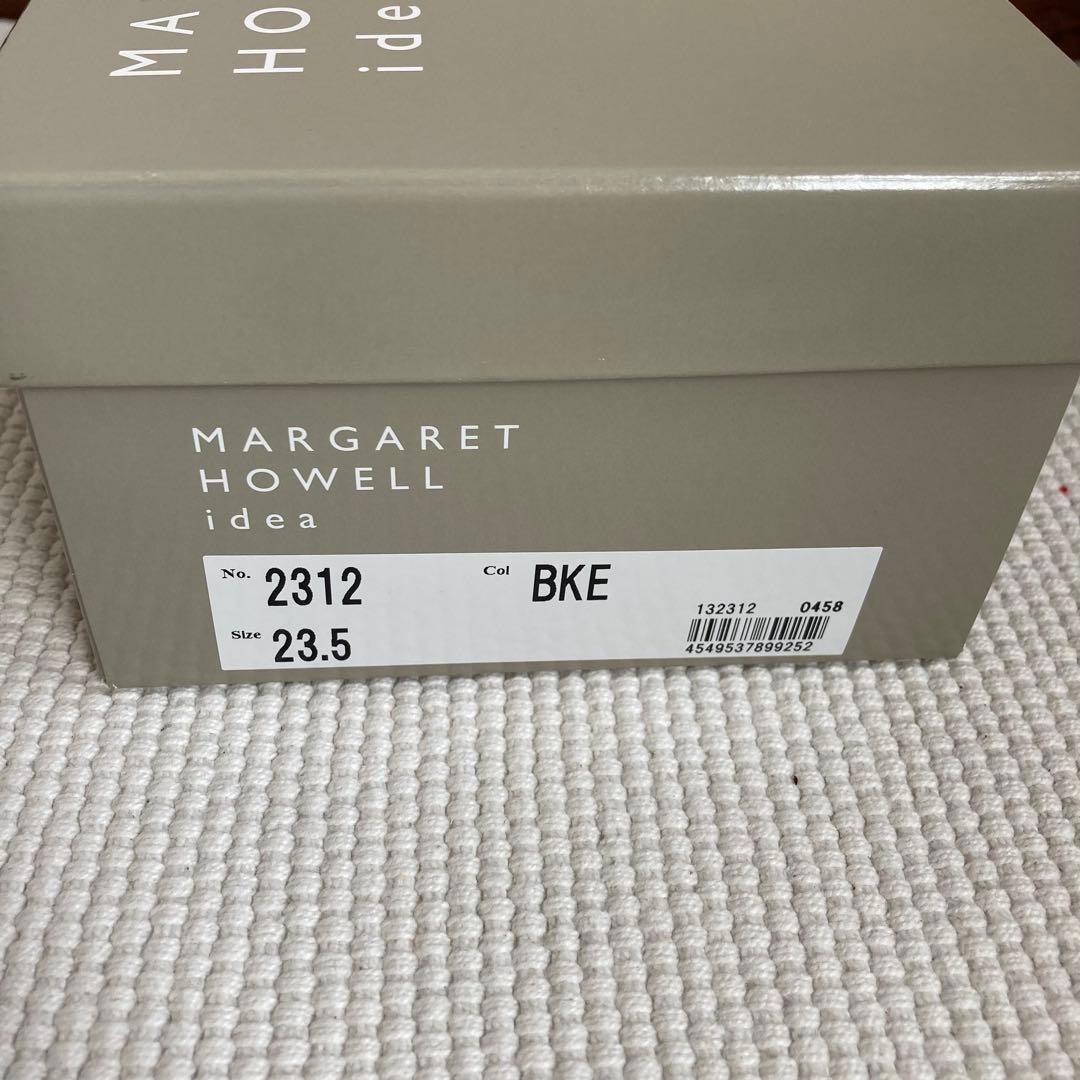 MA
HO
ide
MARGARET
HOWELL
idea
No. 2312 Col BKE
132312 0458
Size 23.5
4549537899252